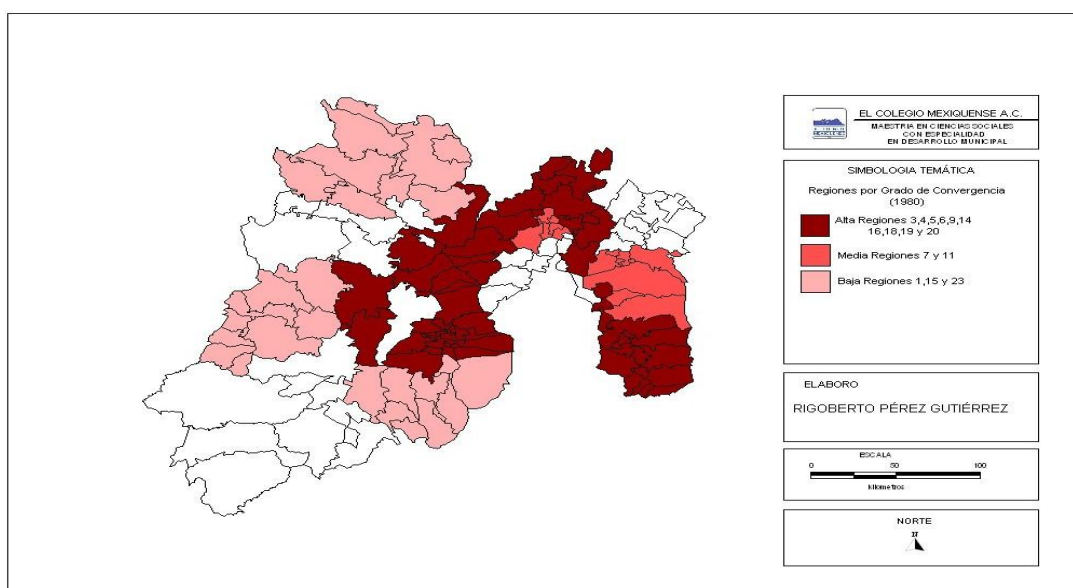 EL COLEGIO MEXIQUENSE A.C.
MAESTRIA EN CIENCIAS SOCIALES
CON ESPECIALIDAD
EN DESARROLLO MUNICIPAL
SIMBOLOGIA TEMÁTICA
Regiones por Grado de Convergencia
(1980)
Alta Regiones 3,4,5,6,9,14
16,18,19 y 20
Media Regiones 7 y 11
Baja Regiones 1,15 y 23
ELABORO
RIGOBERTO PÉREZ GUTIÉRREZ
ESCALA
0 50 100
kilometros
NORTE
N